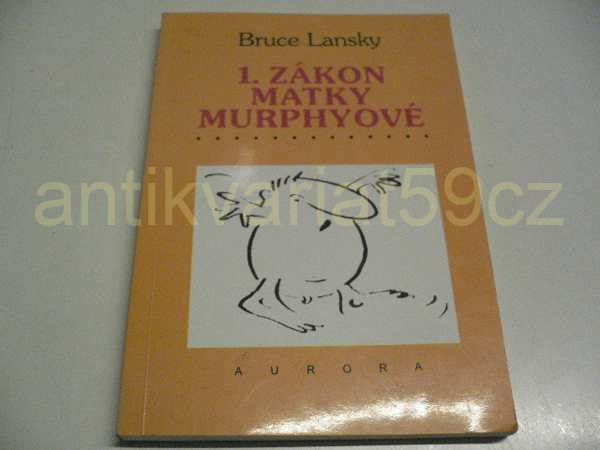 Bruce Lansky
1. ZÁKON
MATKY
MURPHYOVÉ
antikvariat59cz
AURORA